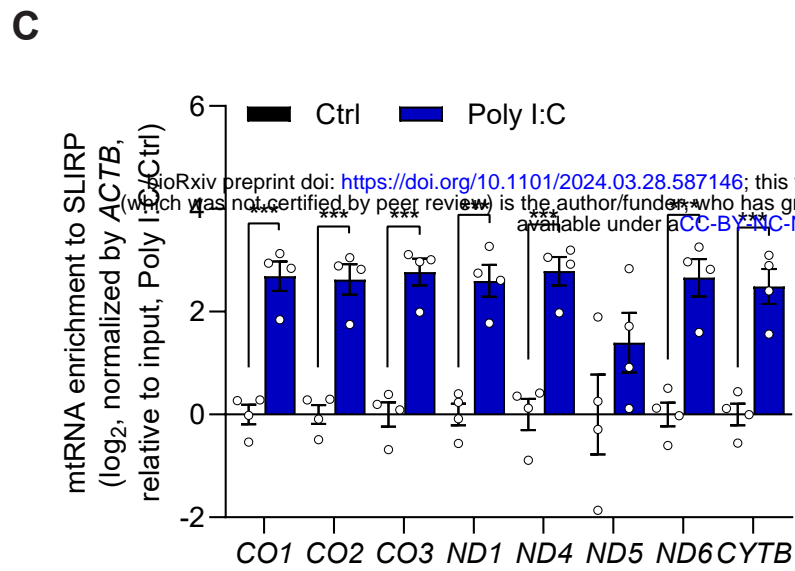 C
mtRNA enrichment to SLIRP
(log2, normalized by ACTB,
relative to input, Poly I:C/Ctrl)
6
4
2
0
-2
Ctrl Poly I:C
bioRxiv preprint doi: https://doi.org/10.1101/2024.03.28.587146; this
(which was not certified by peer review) is the author/funder, who has
available under aCC-BY-NC-N
*** *** *** *** *** *** ***
CO1 CO2 CO3 ND1 ND4 ND5 ND6 CYTB